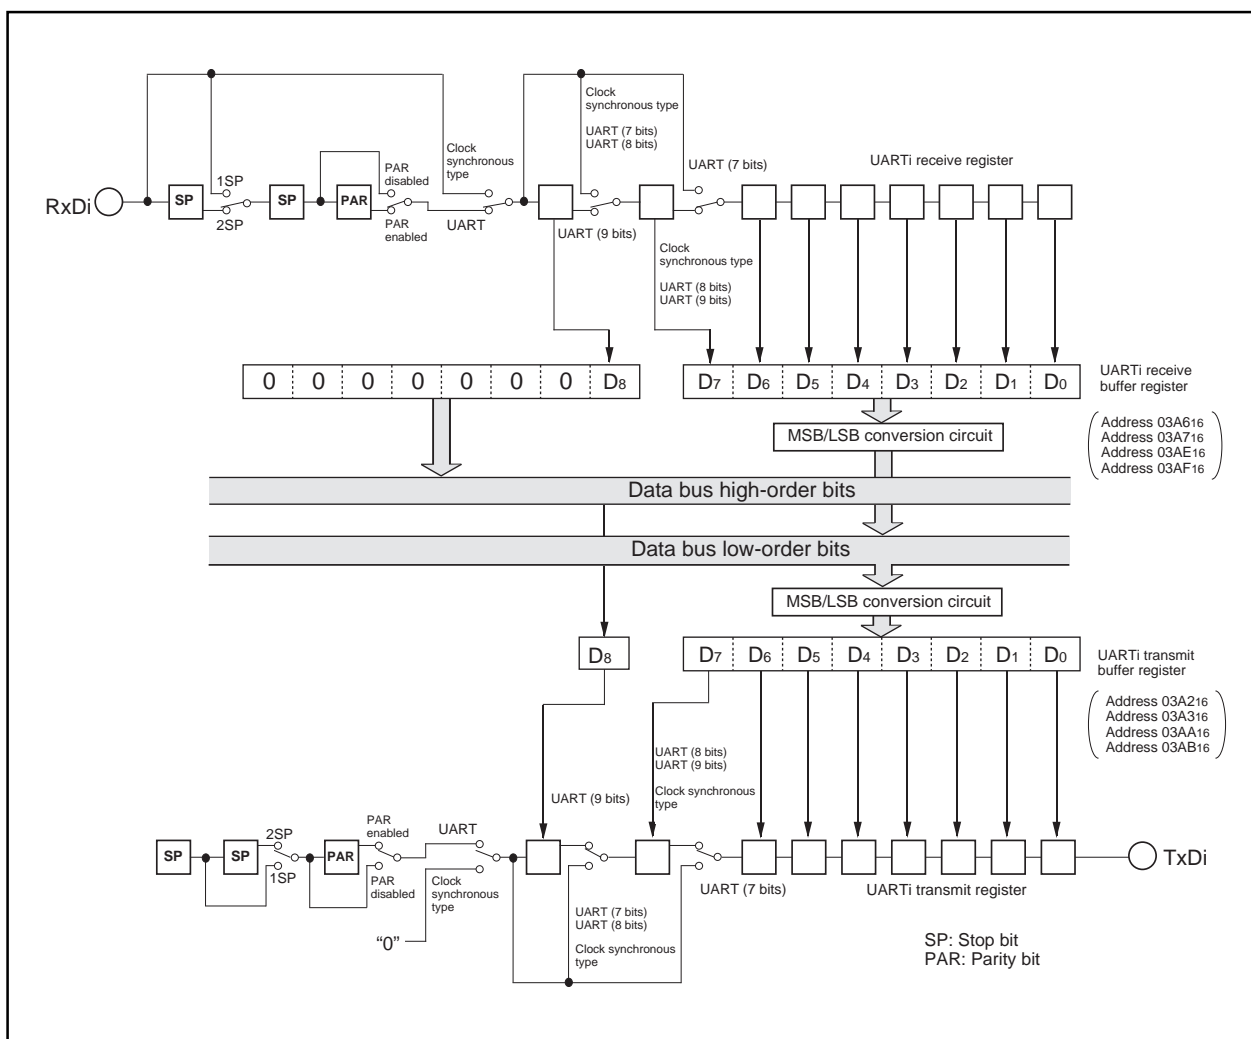 Clock
synchronous type
UART (7 bits)
UART (8 bits)
Clock
synchronous
type
UART (7 bits)
UARTi receive register
1SP
PAR
disabled
RxDi
SP
SP
PAR
2SP
PAR
enabled
UART
UART (9 bits)
Clock
synchronous type
UART (8 bits)
UART (9 bits)
0 0 0 0 0 0 0 D8
D7 D6 D5 D4 D3 D2 D1 D0
UARTi receive
buffer register
MSB/LSB conversion circuit
Address 03A616
Address 03A716
Address 03AE16
Address 03AF16
Data bus high-order bits
Data bus low-order bits
MSB/LSB conversion circuit
D8
D7 D6 D5 D4 D3 D2 D1 D0
UARTi transmit
buffer register
Address 03A216
Address 03A316
Address 03AA16
Address 03AB16
UART (8 bits)
UART (9 bits)
Clock synchronous
type
UART (9 bits)
2SP
PAR
enabled
UART
SP
SP
PAR
TxDi
1SP
PAR
disabled
Clock
synchronous
type
UART (7 bits)
UARTi transmit register
UART (7 bits)
UART (8 bits)
Clock synchronous
type
“0”
SP: Stop bit
PAR: Parity bit